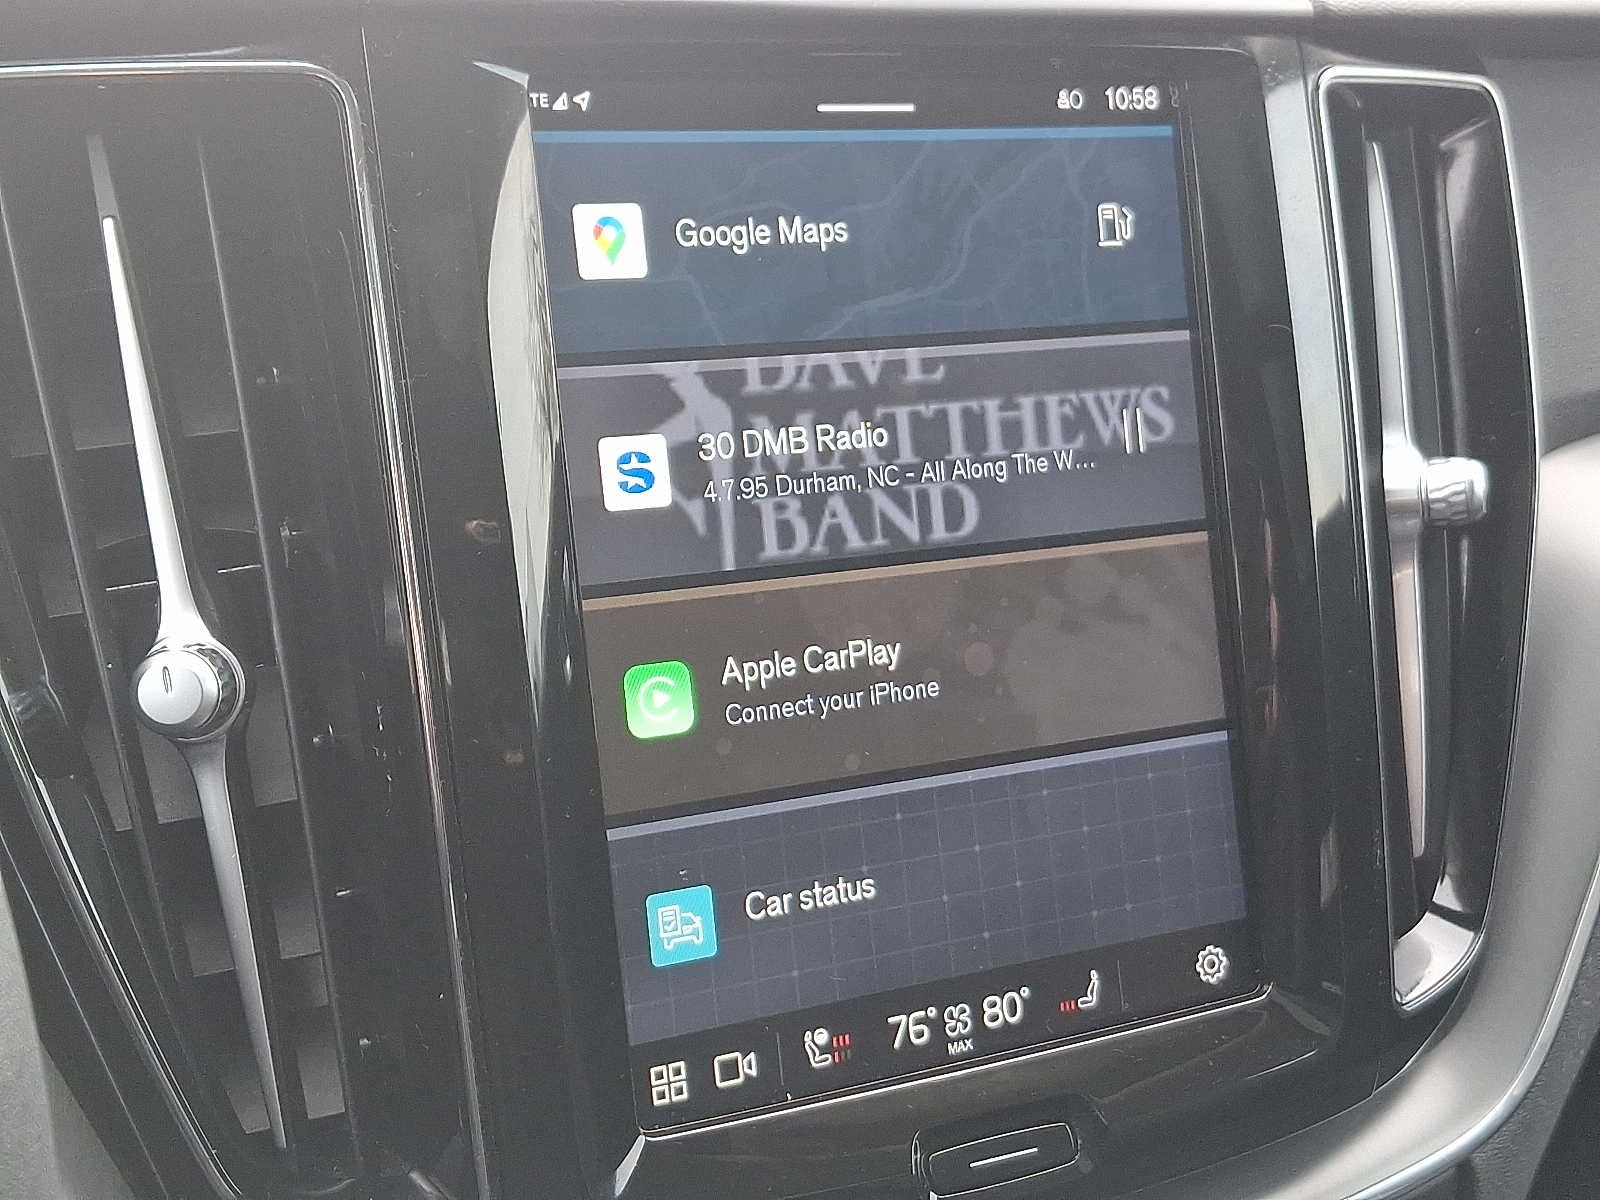 TE
10:58
Google Maps
DAVE
MATTHEWS
BAND
30 DMB Radio
4.7.95 Durham, NC - All Along The W...
Apple CarPlay
Connect your iPhone
Car status
76° 80°
MAX